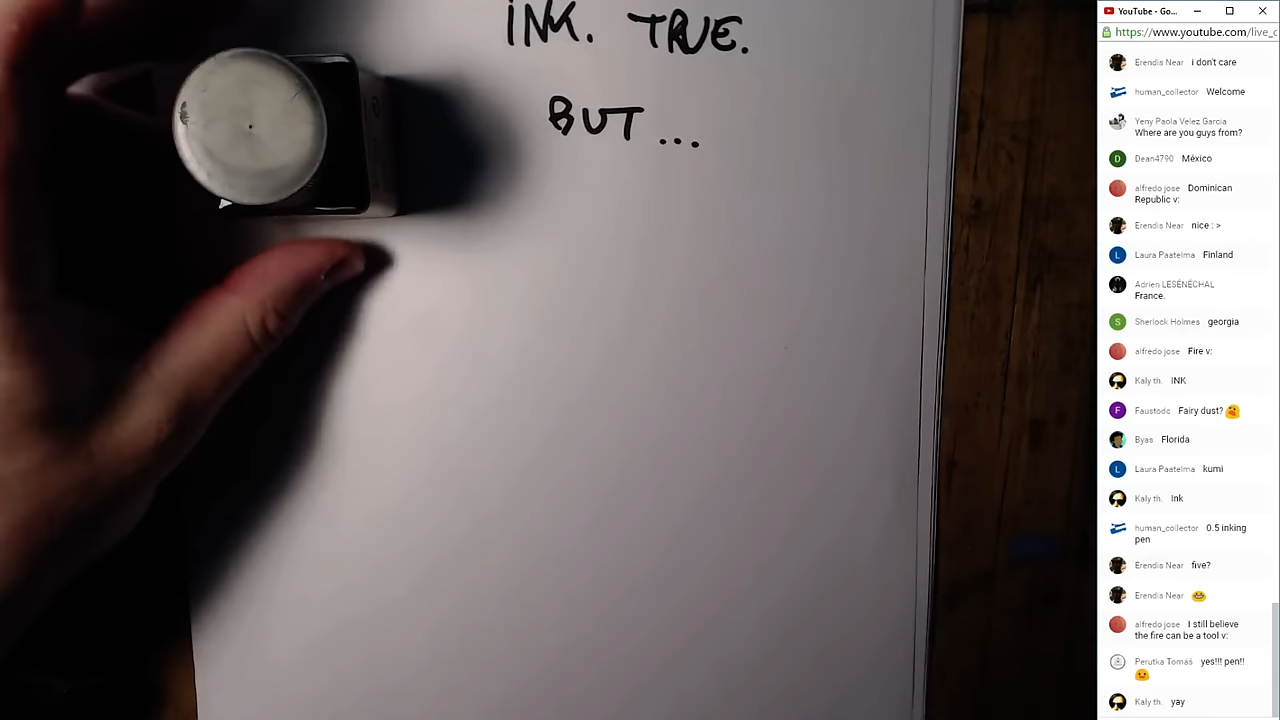 INK. TRUE.
BUT...
YouTube - Go...
https://www.youtube.com/live_c
Erendis Near i don't care
human_collector Welcome
Yeny Paola Velez Garcia
Where are you guys from?
D Dean4790 México
alfredo jose Dominican
Republic v:
Erendis Near nice : >
L Laura Paatelma Finland
Adrien LESÉNÉCHAL
France.
S Sherlock Holmes georgia
alfredo jose Fire v:
Kaly th. INK
F Faustodc Fairy dust? 
Byas Florida
L Laura Paatelma kumi
Kaly th. Ink
human_collector 0.5 inking
pen
Erendis Near five?
Erendis Near
alfredo jose I still believe
the fire can be a tool v:
Perutka Tomáš yes!!! pen!!
Kaly th. yay